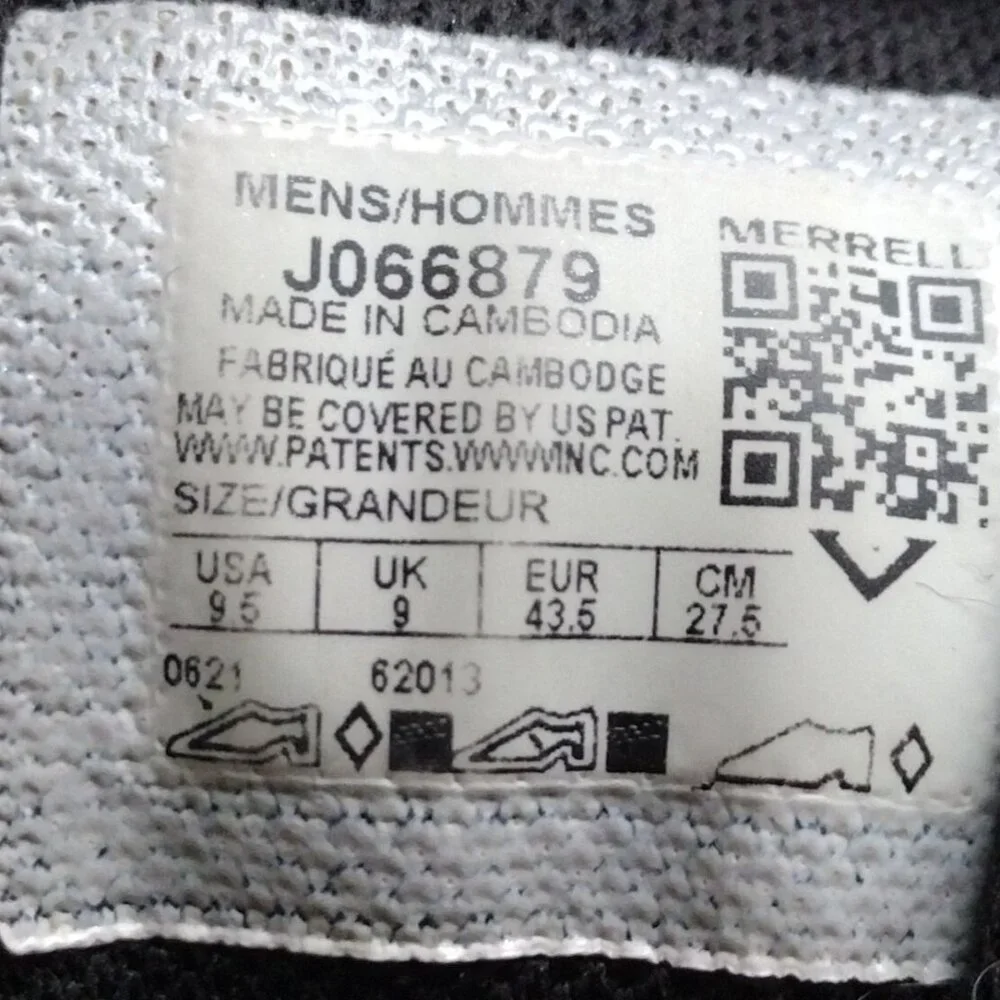 MENS/HOMMES
J066879
MADE IN CAMBODIA
FABRIQUÉ AU CAMBODGE
MAY BE COVERED BY US PAT.
WWW.PATENTS.WWWINC.COM
SIZE/GRANDEUR
USA UK EUR CM
9.5 9 43.5 27.5
0621 62013
MERRELL